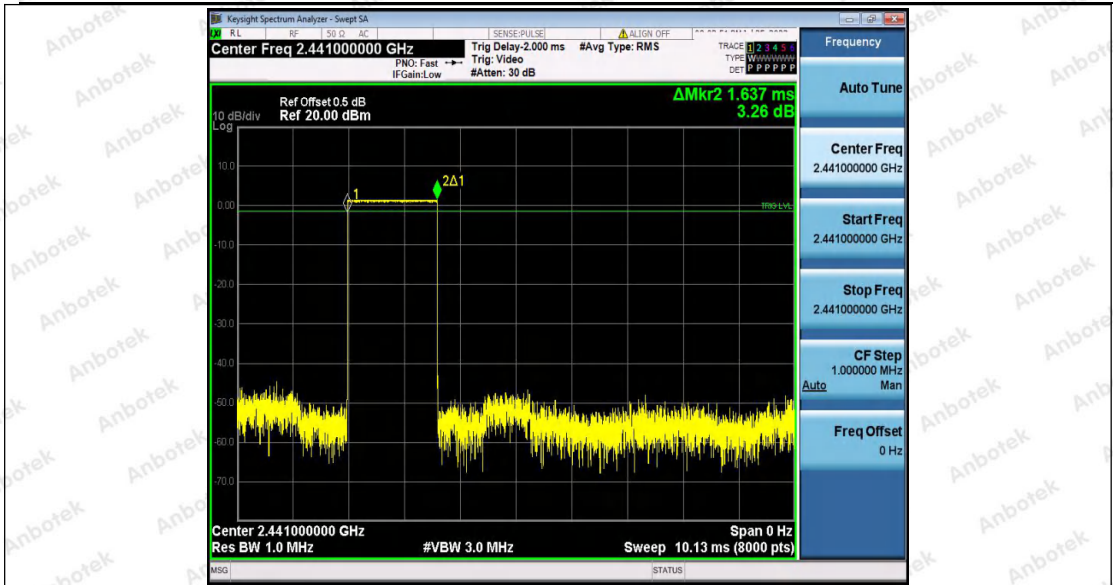 Keysight Spectrum Analyzer - Swept SA
RL RF 50 Ω AC SENSE:PULSE ALIGN OFF
Center Freq 2.441000000 GHz
PNO: Fast
IFGain:Low
Trig Delay-2.000 ms
Trig: Video
#Atten: 30 dB
#Avg Type: RMS
TRACE 1 2 3 4 5 6
TYPE W
DET P P P P P P
ΔMkr2 1.637 ms
3.26 dB
Ref Offset 0.5 dB
10 dB/div Ref 20.00 dBm
Log
10.0
0.00
-10.0
-20.0
-30.0
-40.0
-50.0
-60.0
-70.0
1
2Δ1
TRIG LVL
Center 2.441000000 GHz Span 0 Hz
Res BW 1.0 MHz #VBW 3.0 MHz Sweep 10.13 ms (8000 pts)
MSG STATUS
Frequency
Auto Tune
Center Freq
2.441000000 GHz
Start Freq
2.441000000 GHz
Stop Freq
2.441000000 GHz
CF Step
1.000000 MHz
Auto Man
Freq Offset
0 Hz
Anbotek